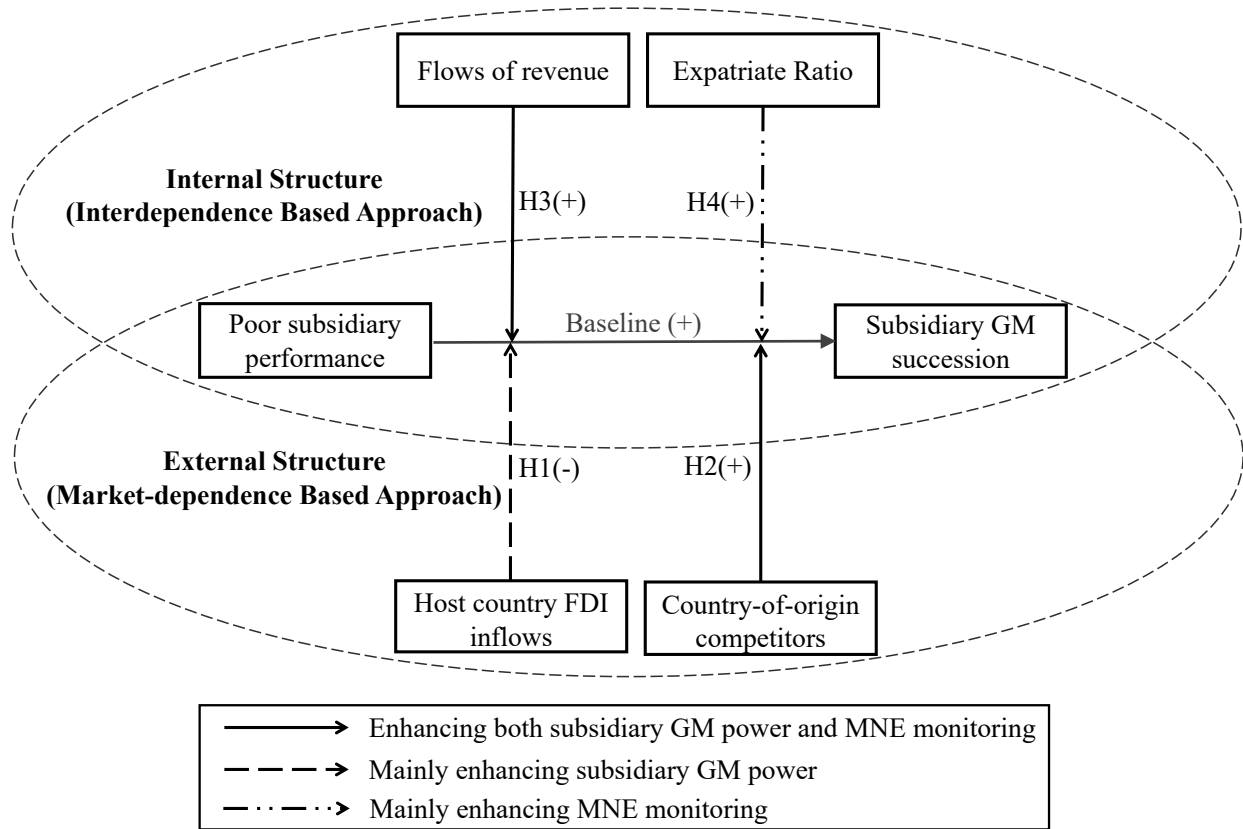 Flows of revenue
Expatriate Ratio
Internal Structure
(Interdependence Based Approach)
H3(+)
H4(+)
Poor subsidiary
performance
Baseline (+)
Subsidiary GM
succession
External Structure
(Market-dependence Based Approach)
H1(-)
H2(+)
Host country FDI
inflows
Country-of-origin
competitors
Enhancing both subsidiary GM power and MNE monitoring
Mainly enhancing subsidiary GM power
Mainly enhancing MNE monitoring